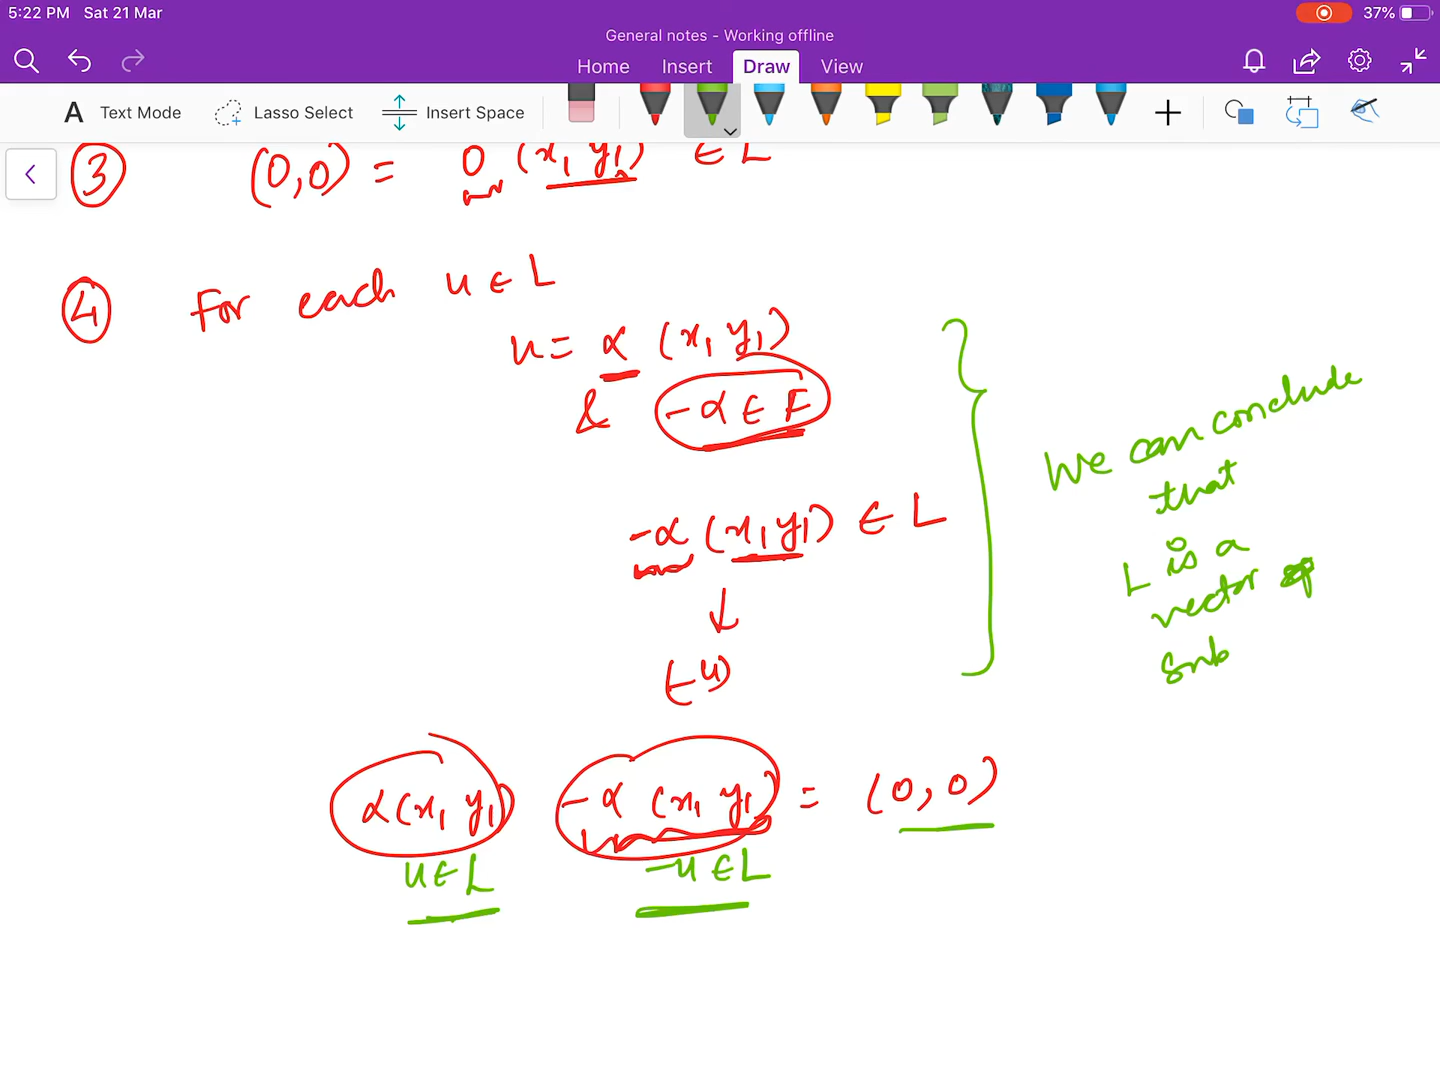 5:22 PM Sat 21 Mar
37%
General notes - Working offline
Home Insert Draw View
A Text Mode Lasso Select Insert Space
③ (0,0) = 0 (x₁ y₁) ∈ L
④ For each u ∈ L
u = α (x₁ y₁)
& -α ∈ F
-α (x₁ y₁) ∈ L
↓
(-u)
α(x₁ y₁) -α (x₁ y₁) = (0,0)
u ∈ L -u ∈ L
We can conclude
that
L is a
vector
sub